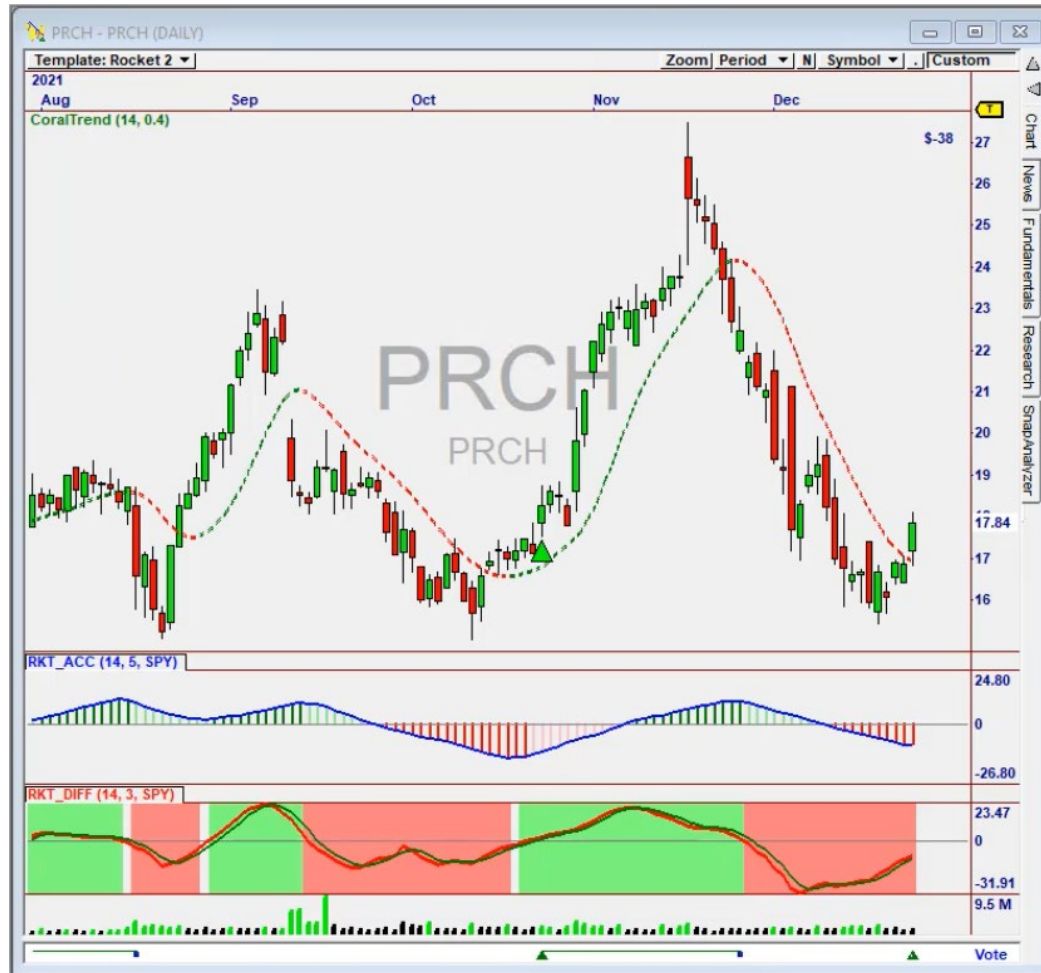 PRCH - PRCH (DAILY)
Template: Rocket 2
Zoom Period N Symbol . Custom
2021
Aug Sep Oct Nov Dec
T
CoralTrend (14, 0.4)
$-38
27
26
25
24
23
22
21
20
19
17.84
17
16
PRCH
PRCH
Chart
News
Fundamentals
Research
SnapAnalyzer
RKT_ACC (14, 5, SPY)
24.80
0
-26.80
RKT_DIFF (14, 3, SPY)
23.47
0
-31.91
9.5 M
Vote